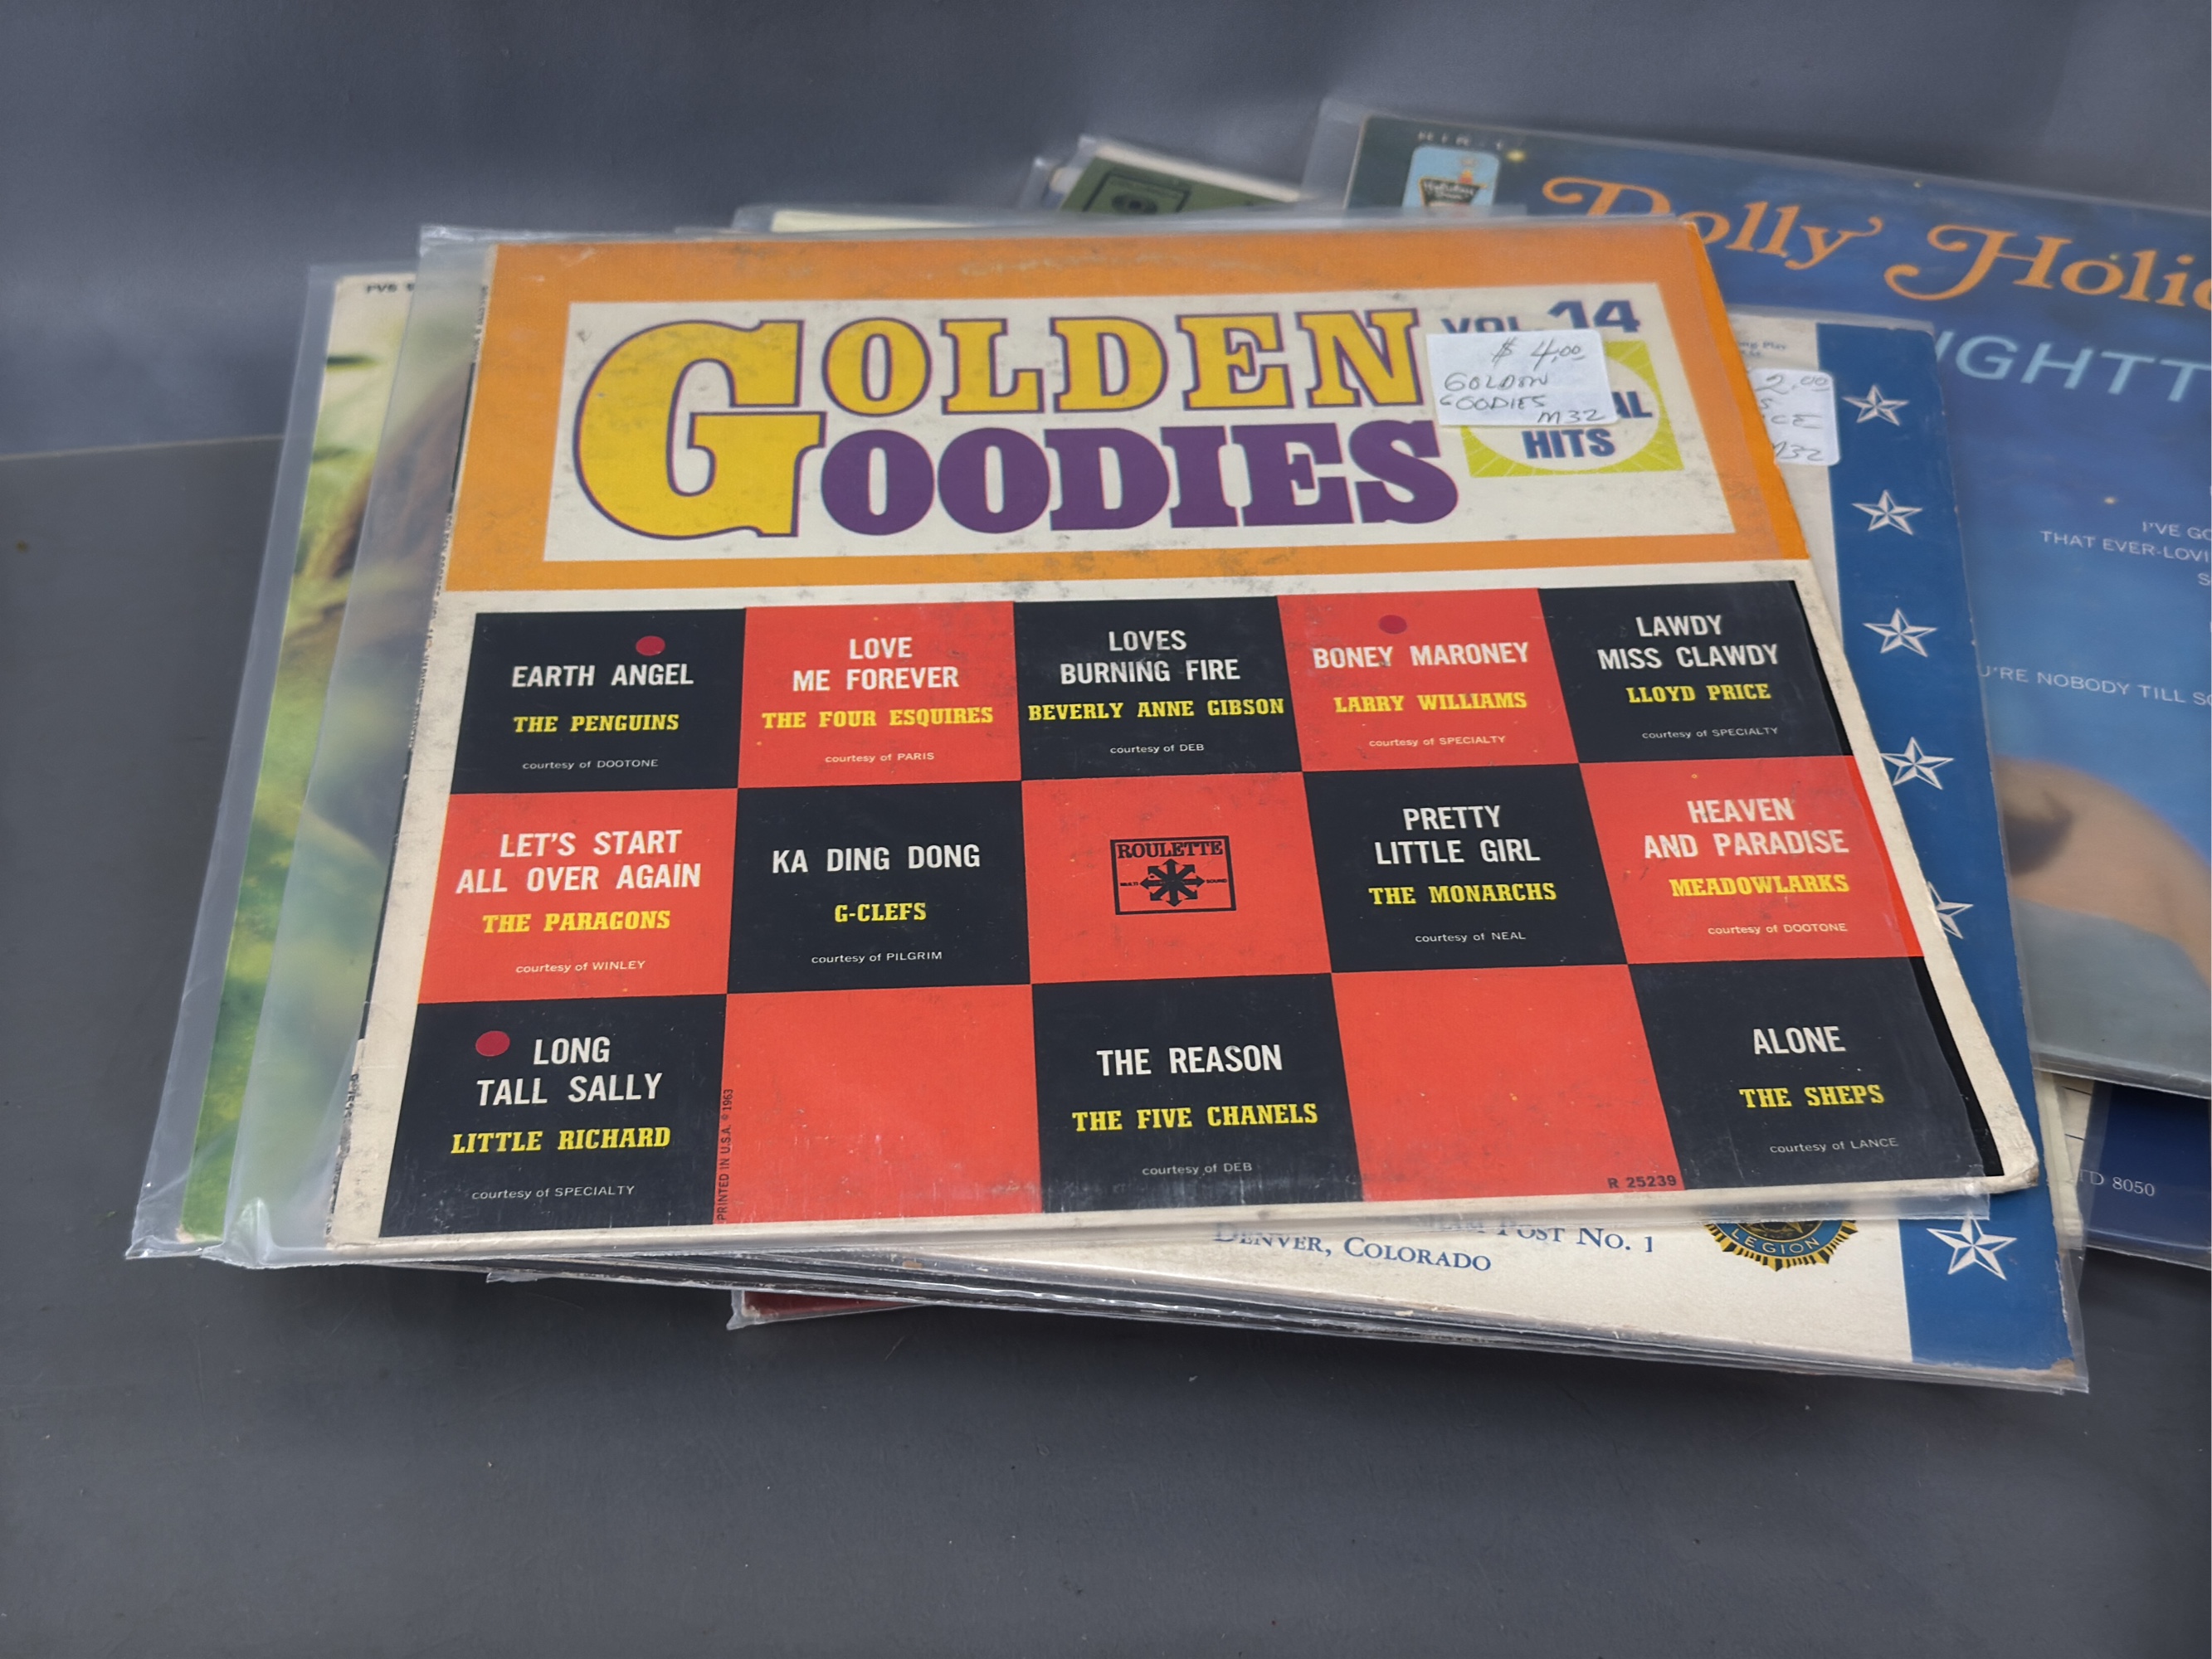 GOLDEN
GOODIES
VOL. 14
HITS
$ 4.00
GOLDON
GOODIES
M32
EARTH ANGEL
THE PENGUINS
courtesy of DOOTONE
LOVE
ME FOREVER
THE FOUR ESQUIRES
courtesy of PARIS
LOVES
BURNING FIRE
BEVERLY ANNE GIBSON
courtesy of DEB
BONEY MARONEY
LARRY WILLIAMS
courtesy of SPECIALTY
LAWDY
MISS CLAWDY
LLOYD PRICE
courtesy of SPECIALTY
LET'S START
ALL OVER AGAIN
THE PARAGONS
courtesy of WINLEY
KA DING DONG
G-CLEFS
courtesy of PILGRIM
ROULETTE
MULTI SOUND
PRETTY
LITTLE GIRL
THE MONARCHS
courtesy of NEAL
HEAVEN
AND PARADISE
MEADOWLARKS
courtesy of DOOTONE
LONG
TALL SALLY
LITTLE RICHARD
courtesy of SPECIALTY
PRINTED IN U.S.A. © 1963
THE REASON
THE FIVE CHANELS
courtesy of DEB
R 25239
ALONE
THE SHEPS
courtesy of LANCE
Dolly Holi
IGHTT
2.00
M32
I'VE GO
THAT EVER-LOVI
U'RE NOBODY TILL SO
TD 8050
POST NO. 1
DENVER, COLORADO
LEGION